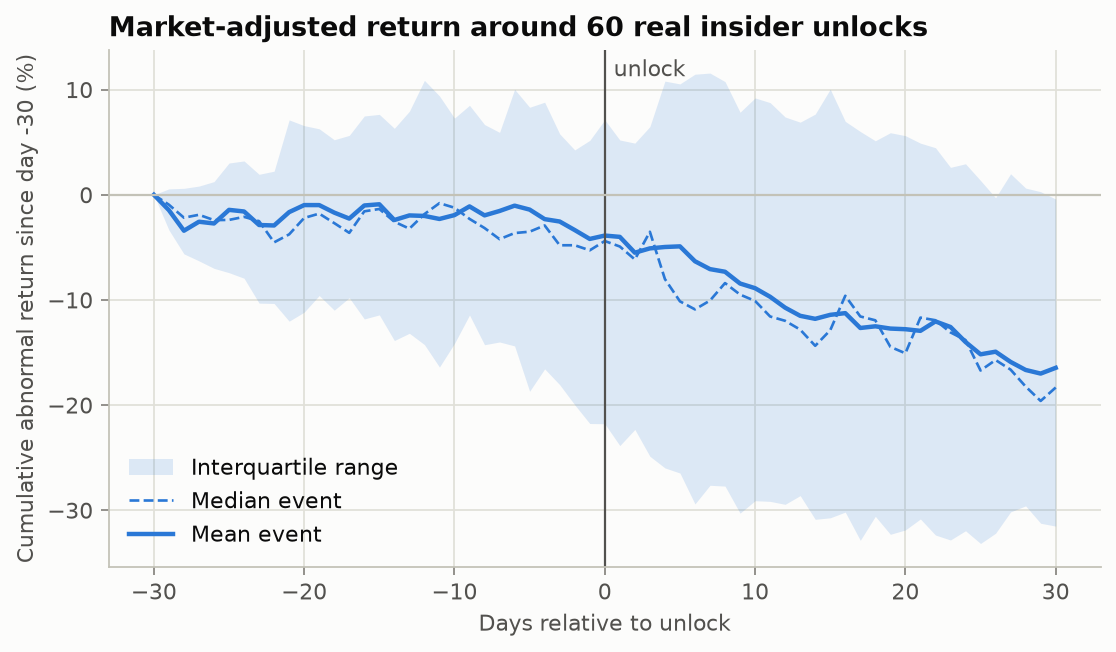 Market-adjusted return around 60 real insider unlocks
Cumulative abnormal return since day -30 (%)
10
0
−10
−20
−30
unlock
Interquartile range
Median event
Mean event
−30
−20
−10
0
10
20
30
Days relative to unlock